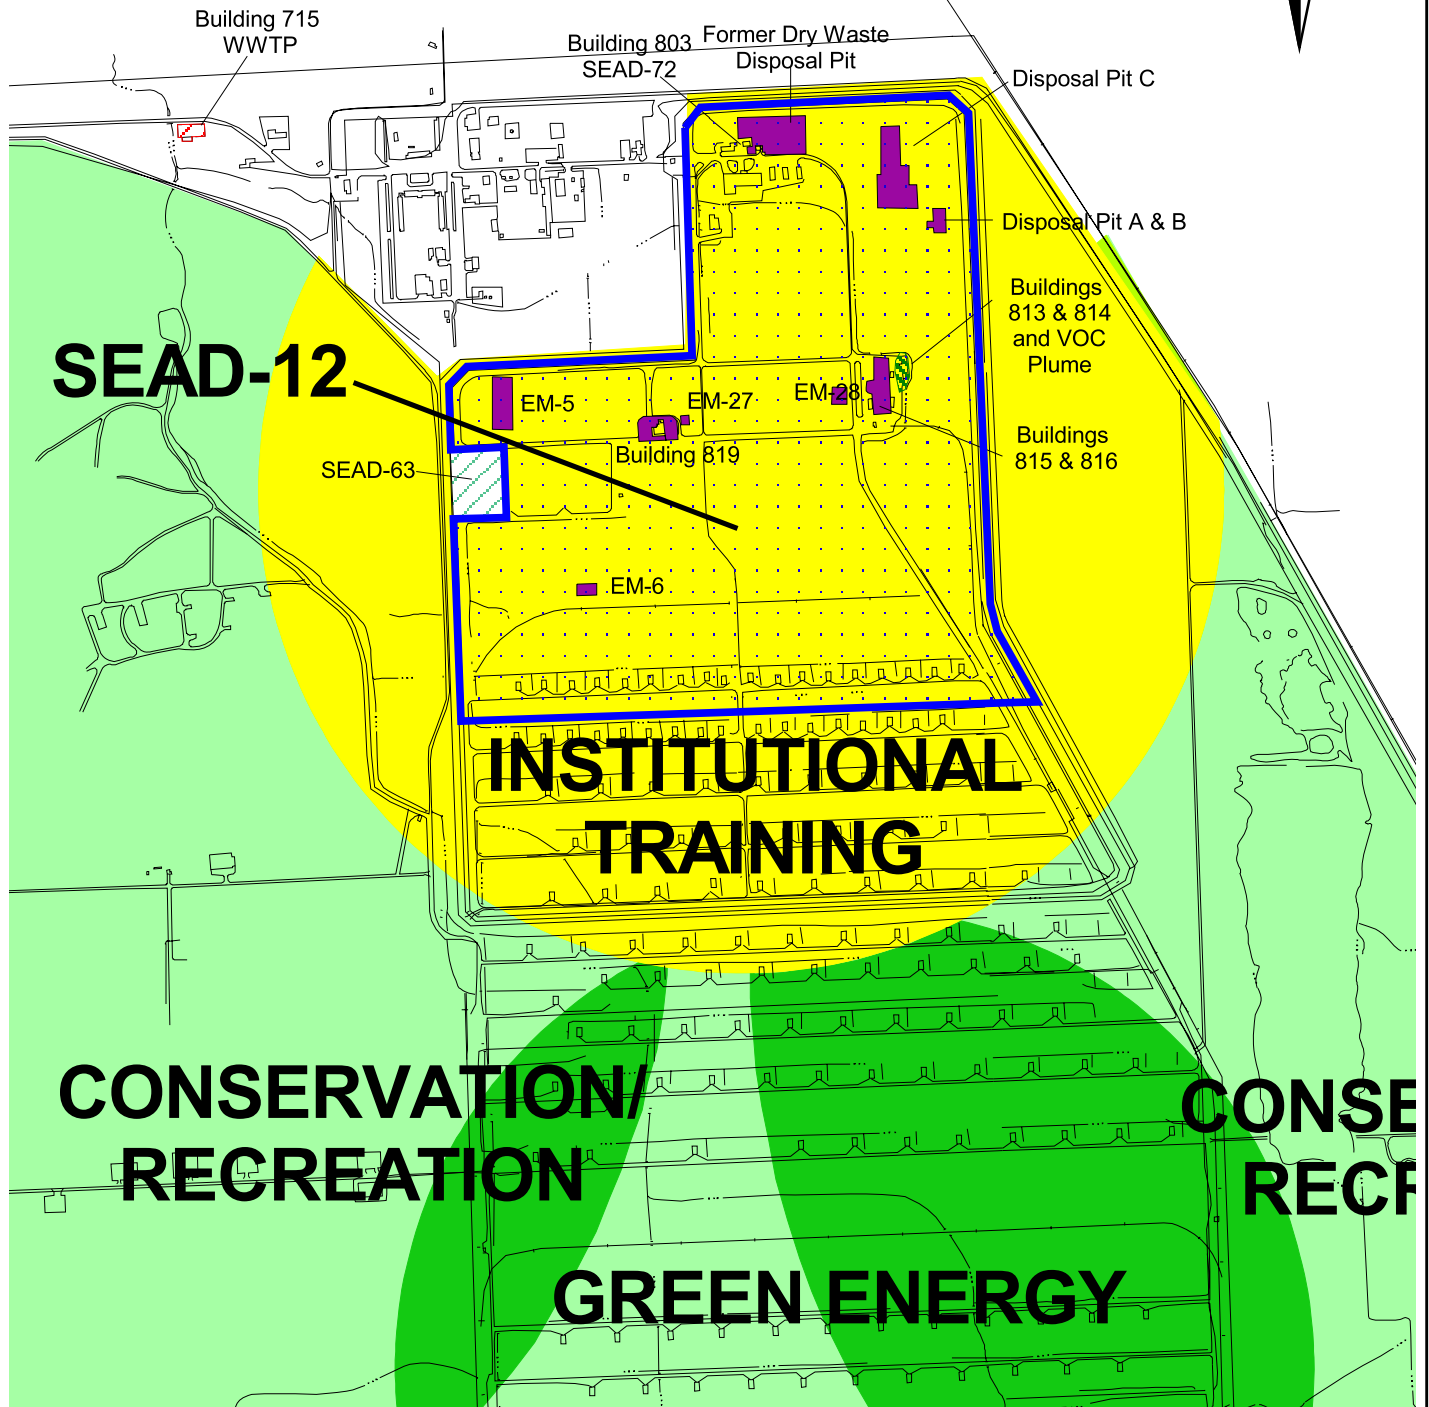 Building 715
WWTP
Building 803
SEAD-72
Former Dry Waste
Disposal Pit
Disposal Pit C
Disposal Pit A & B
Buildings
813 & 814
and VOC
Plume
SEAD-12
EM-5
EM-27
EM-28
Building 819
Buildings
815 & 816
SEAD-63
EM-6
INSTITUTIONAL
TRAINING
CONSERVATION/
RECREATION
CONSE
RECR
GREEN ENERGY